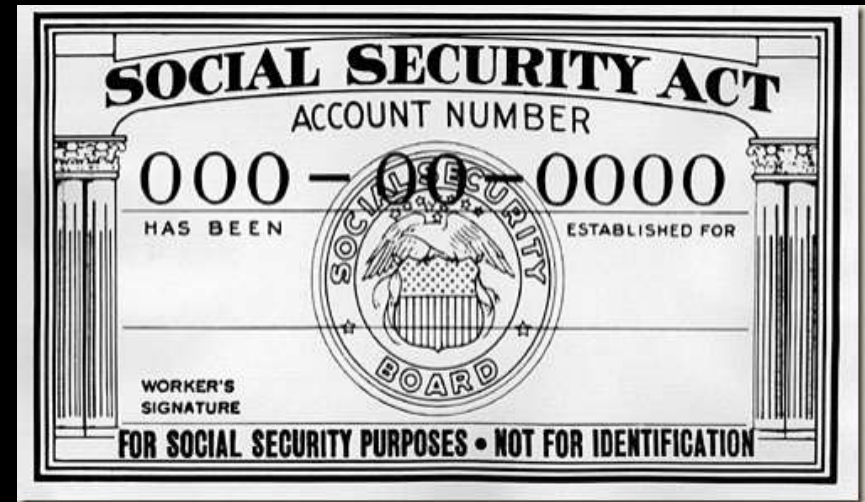 SOCIAL SECURITY ACT
ACCOUNT NUMBER
000-00-0000
HAS BEEN ESTABLISHED FOR
SOCIAL SECURITY
BOARD
WORKER'S
SIGNATURE
FOR SOCIAL SECURITY PURPOSES • NOT FOR IDENTIFICATION